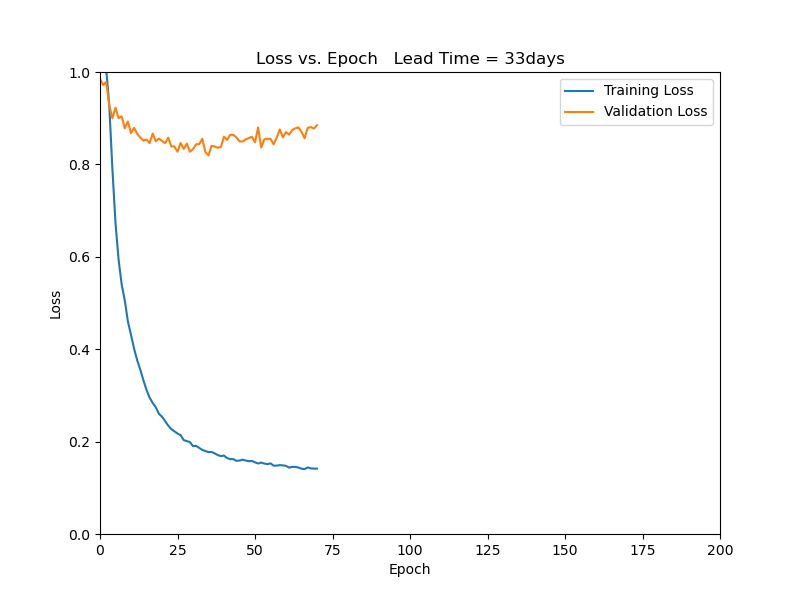 Loss vs. Epoch   Lead Time = 33days
Training Loss
Validation Loss
1.0
0.8
0.6
0.4
0.2
0.0
Loss
0 25 50 75 100 125 150 175 200
Epoch